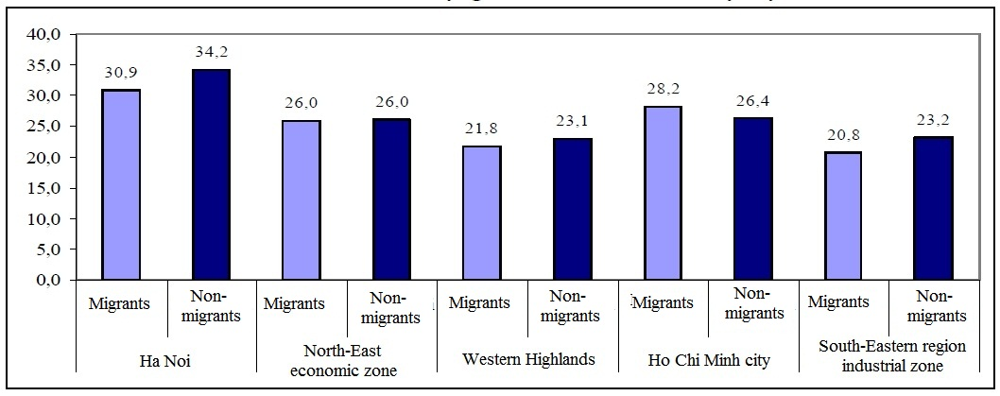 40,0
35,0
30,0
25,0
20,0
15,0
10,0
5,0
0,0
30,9
34,2
26,0
26,0
21,8
23,1
28,2
26,4
20,8
23,2
Migrants
Non-
migrants
Migrants
Non-
migrants
Migrants
Non-
migrants
Migrants
Non-
migrants
Migrants
Non-
migrants
Ha Noi
North-East
economic zone
Western Highlands
Ho Chi Minh city
South-Eastern region
industrial zone